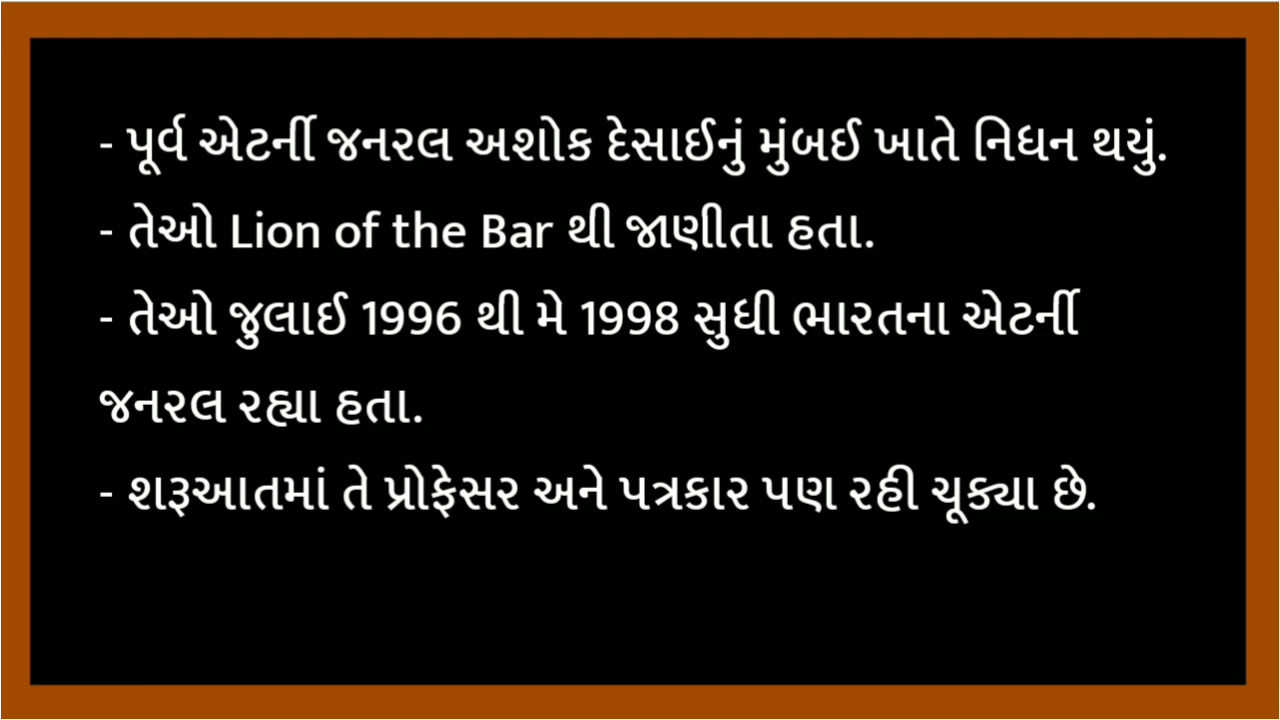 - પૂર્વ એટર્ની જનરલ અશોક દેસાઈનું મુંબઈ ખાતે નિધન થયું.
- તેઓ Lion of the Bar થી જાણીતા હતા.
- તેઓ જુલાઈ 1996 થી મે 1998 સુધી ભારતના એટર્ની
જનરલ રહ્યા હતા.
- શરૂઆતમાં તે પ્રોફેસર અને પત્રકાર પણ રહી ચૂક્યા છે.